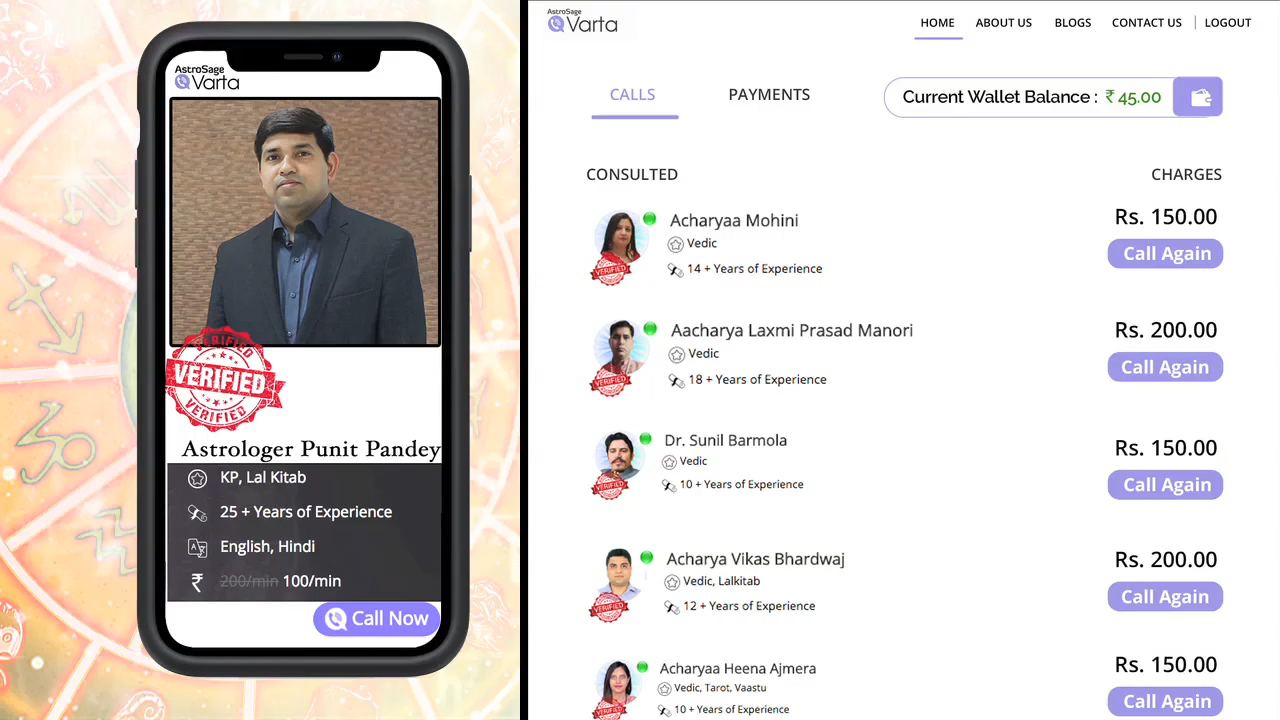 AstroSage
Varta
VERIFIED
VERIFIED
VERIFIED
Astrologer Punit Pandey
KP, Lal Kitab
25 + Years of Experience
English, Hindi
₹ 200/min 100/min
Call Now
AstroSage
Varta
HOME ABOUT US BLOGS CONTACT US | LOGOUT
CALLS PAYMENTS Current Wallet Balance : ₹ 45.00
CONSULTED CHARGES
Acharyaa Mohini Rs. 150.00
Vedic
VERIFIED
14 + Years of Experience
Call Again
Aacharya Laxmi Prasad Manori Rs. 200.00
Vedic
VERIFIED
18 + Years of Experience
Call Again
Dr. Sunil Barmola Rs. 150.00
Vedic
VERIFIED
10 + Years of Experience
Call Again
Acharya Vikas Bhardwaj Rs. 200.00
Vedic, Lalkitab
VERIFIED
12 + Years of Experience
Call Again
Acharyaa Heena Ajmera Rs. 150.00
Vedic, Tarot, Vaastu
VERIFIED
10 + Years of Experience
Call Again